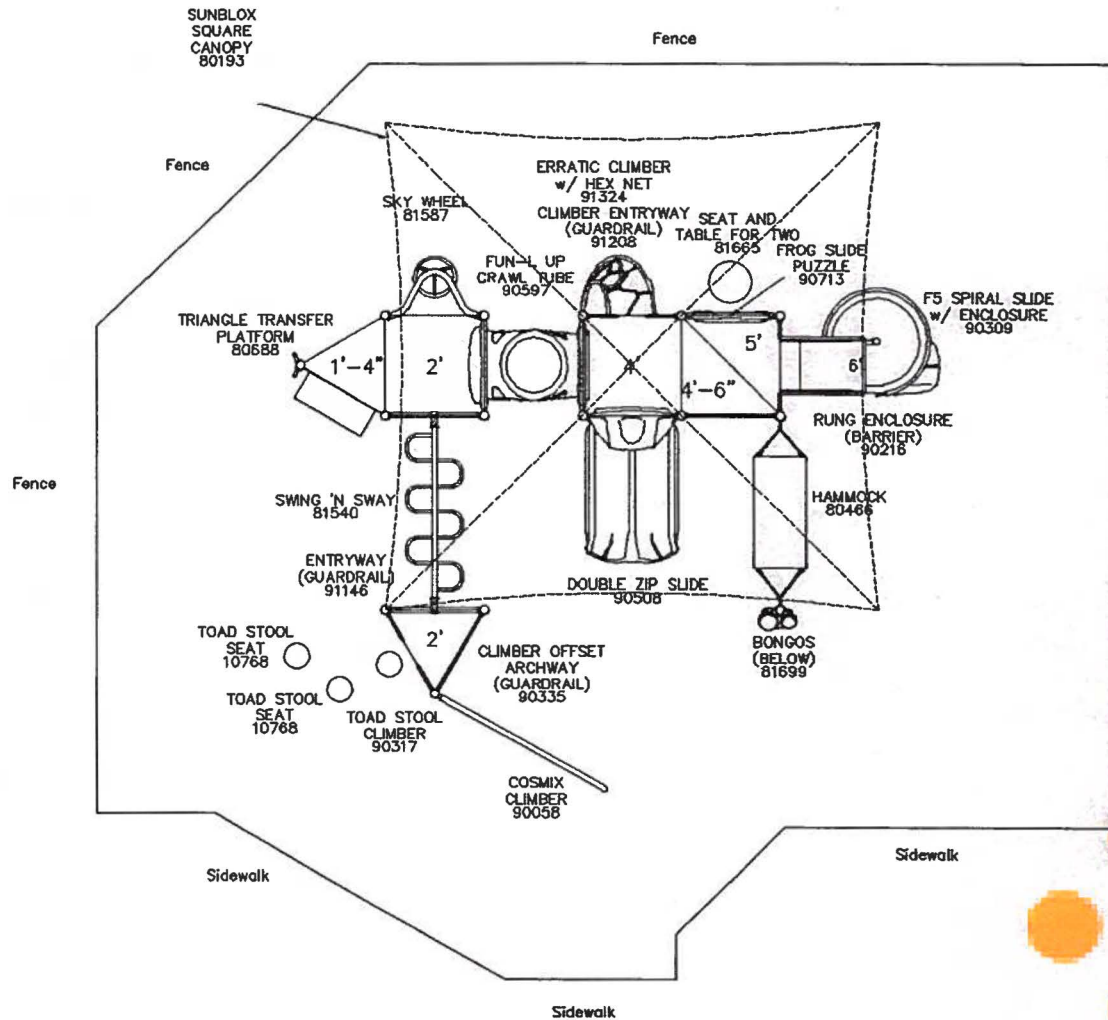 SUNBLOX
SQUARE
CANOPY
80193
Fence
Fence
ERRATIC CLIMBER
w/ HEX NET
91324
CLIMBER ENTRYWAY
(GUARDRAIL)
91208
SKY WHEEL
81587
SEAT AND
TABLE FOR TWO
81665
FROG SLIDE
PUZZLE
90713
FUN-L UP
CRAWL TUBE
90597
F5 SPIRAL SLIDE
w/ ENCLOSURE
90309
TRIANGLE TRANSFER
PLATFORM
80688
1'-4"
2'
4'
4'-6"
5'
6'
RUNG ENCLOSURE
(BARRIER)
90216
Fence
SWING 'N SWAY
81540
HAMMOCK
80466
ENTRYWAY
(GUARDRAIL)
91146
DOUBLE ZIP SLIDE
90508
2'
TOAD STOOL
SEAT
10768
CLIMBER OFFSET
ARCHWAY
(GUARDRAIL)
90335
BONGOS
(BELOW)
81699
TOAD STOOL
SEAT
10768
TOAD STOOL
CLIMBER
90317
COSMIX
CLIMBER
90058
Sidewalk
Sidewalk
Sidewalk